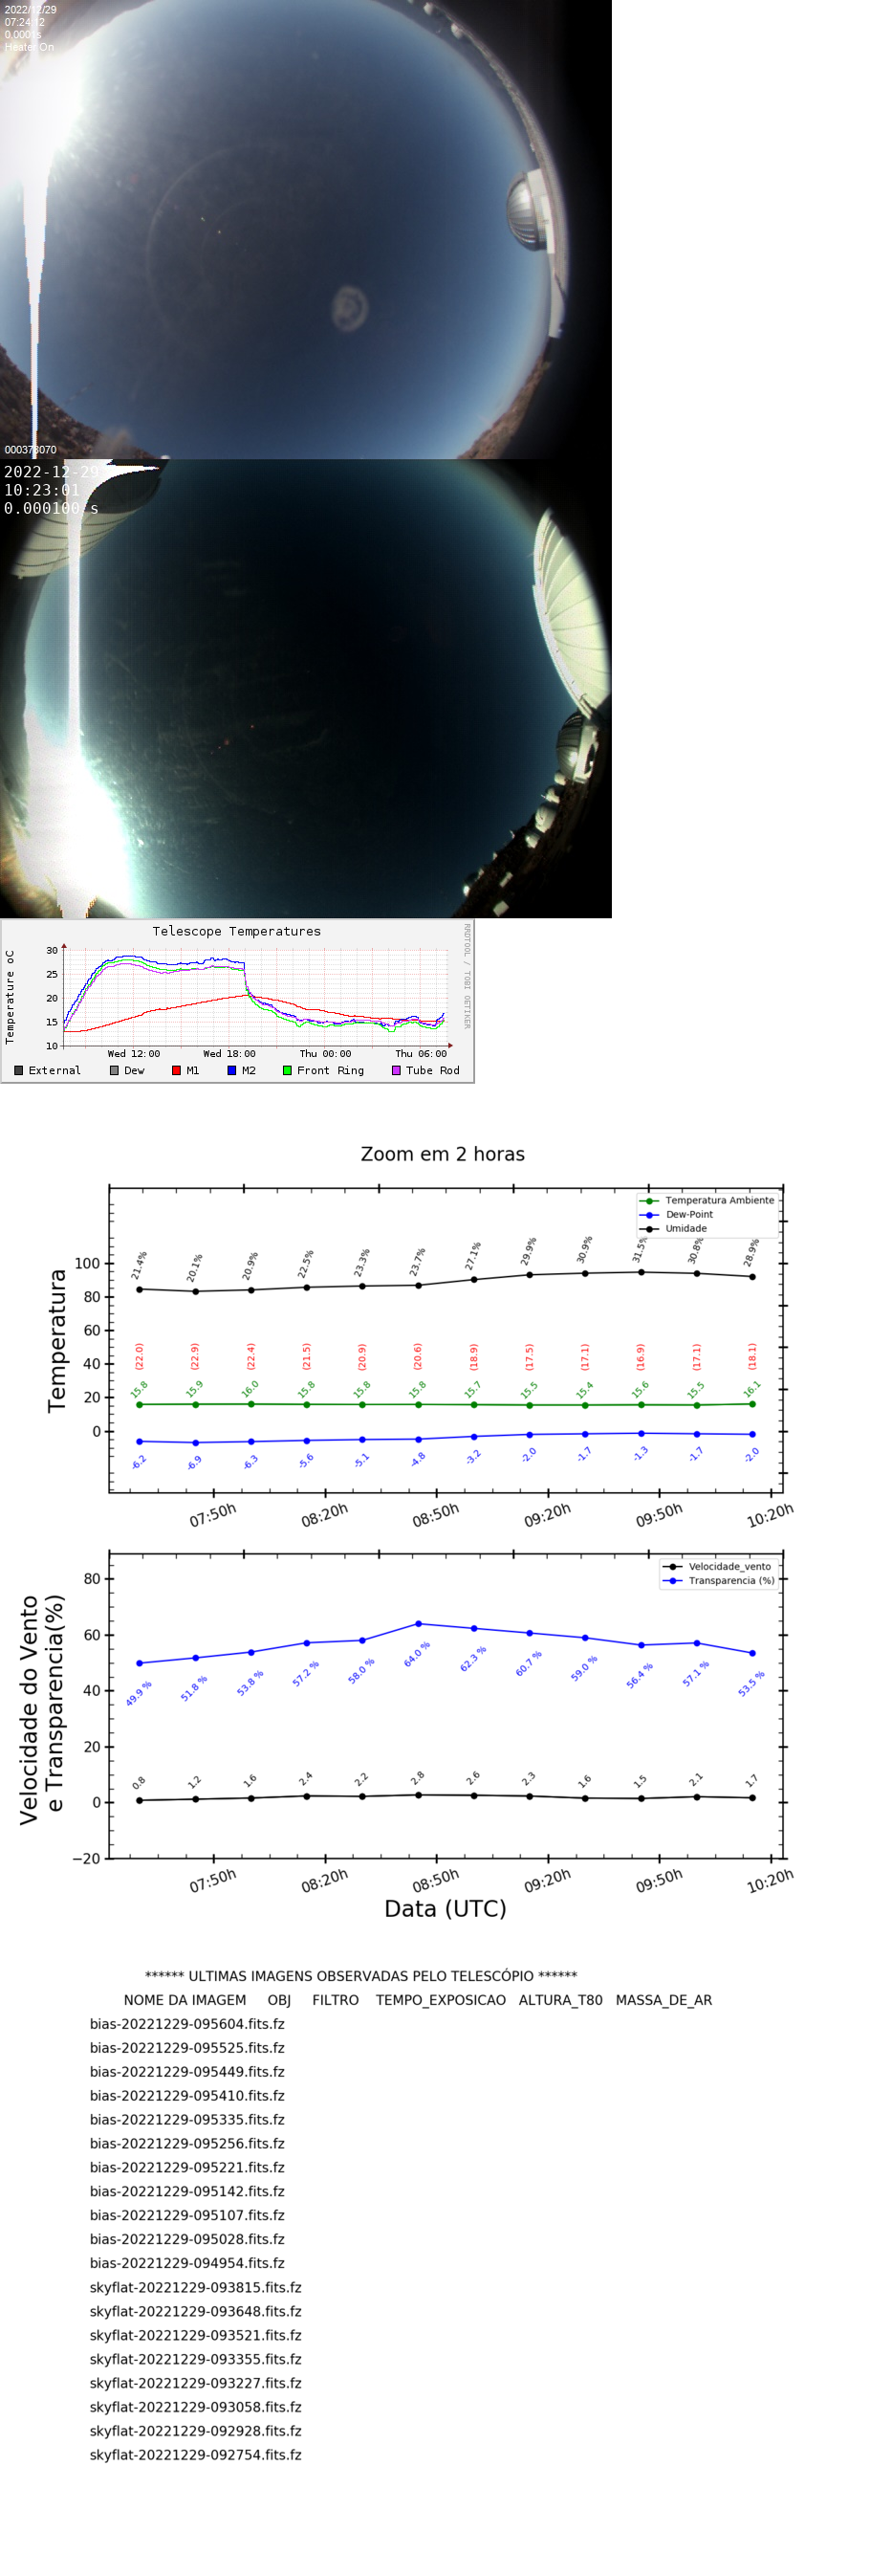 2022/12/29
07:24:12
0.0001s
Heater On
000378070
2022-12-29
10:23:01
0.000100 s
Telescope Temperatures
RRDTOOL / TOBI OETIKER
Temperature oC
30
25
20
15
10
Wed 12:00 Wed 18:00 Thu 00:00 Thu 06:00
External Dew M1 M2 Front Ring Tube Rod
Zoom em 2 horas
Temperatura Ambiente
Dew-Point
Umidade
Temperatura
100
80
60
40
20
0
21.4% 20.1% 20.9% 22.5% 23.3% 23.7% 27.1% 29.9% 30.9% 31.5% 30.8% 28.9%
(22.0) (22.9) (22.4) (21.5) (20.9) (20.6) (18.9) (17.5) (17.1) (16.9) (17.1) (18.1)
15.8 15.9 16.0 15.8 15.8 15.8 15.7 15.5 15.4 15.6 15.5 16.1
-6.2 -6.9 -6.3 -5.6 -5.1 -4.8 -3.2 -2.0 -1.7 -1.3 -1.7 -2.0
07:50h 08:20h 08:50h 09:20h 09:50h 10:20h
Velocidade_vento
Transparencia (%)
Velocidade do Vento
e Transparencia(%)
80
60
40
20
0
−20
49.9 % 51.8 % 53.8 % 57.2 % 58.0 % 64.0 % 62.3 % 60.7 % 59.0 % 56.4 % 57.1 % 53.5 %
0.8 1.2 1.6 2.4 2.2 2.8 2.6 2.3 1.6 1.5 2.1 1.7
07:50h 08:20h 08:50h 09:20h 09:50h 10:20h
Data (UTC)
****** ULTIMAS IMAGENS OBSERVADAS PELO TELESCÓPIO ******
NOME DA IMAGEM OBJ FILTRO TEMPO_EXPOSICAO ALTURA_T80 MASSA_DE_AR
bias-20221229-095604.fits.fz
bias-20221229-095525.fits.fz
bias-20221229-095449.fits.fz
bias-20221229-095410.fits.fz
bias-20221229-095335.fits.fz
bias-20221229-095256.fits.fz
bias-20221229-095221.fits.fz
bias-20221229-095142.fits.fz
bias-20221229-095107.fits.fz
bias-20221229-095028.fits.fz
bias-20221229-094954.fits.fz
skyflat-20221229-093815.fits.fz
skyflat-20221229-093648.fits.fz
skyflat-20221229-093521.fits.fz
skyflat-20221229-093355.fits.fz
skyflat-20221229-093227.fits.fz
skyflat-20221229-093058.fits.fz
skyflat-20221229-092928.fits.fz
skyflat-20221229-092754.fits.fz